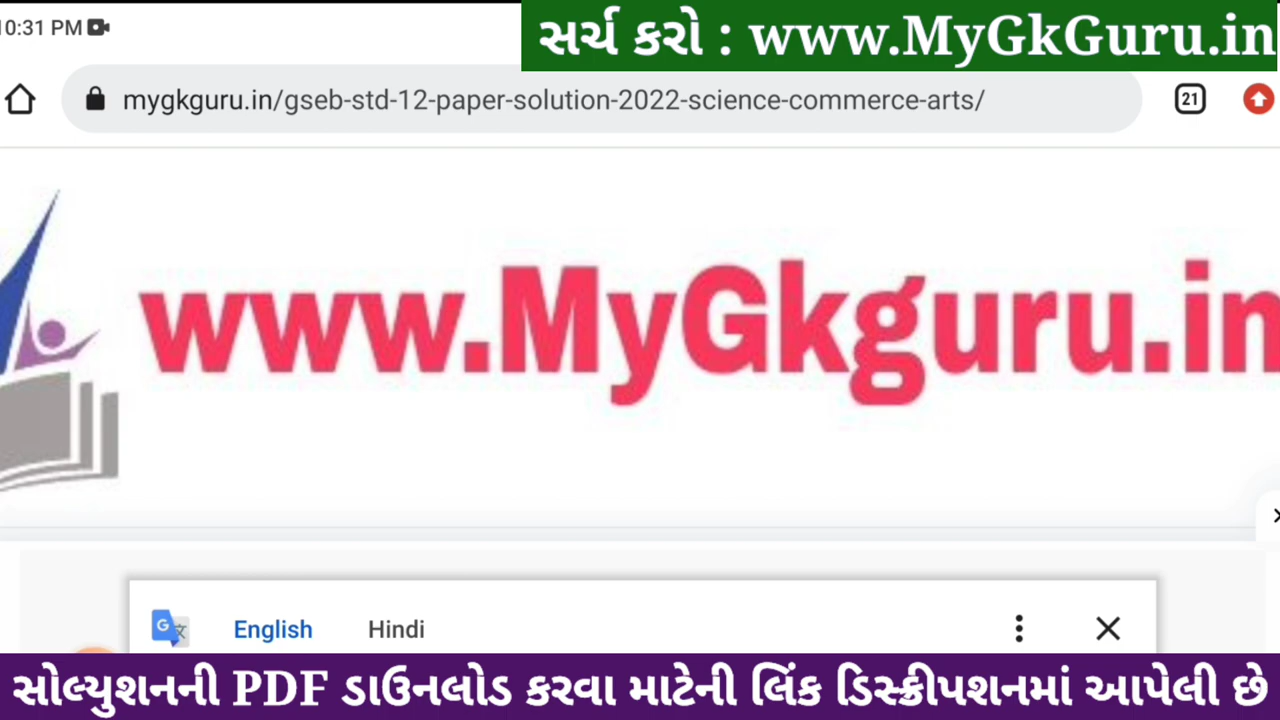 10:31 PM
સર્ચ કરો : www.MyGkGuru.in
mygkguru.in/gseb-std-12-paper-solution-2022-science-commerce-arts/
21
www.MyGkguru.in
English Hindi
સોલ્યુશનની PDF ડાઉનલોડ કરવા માટેની લિંક ડિસ્ક્રીપશનમાં આપેલી છે